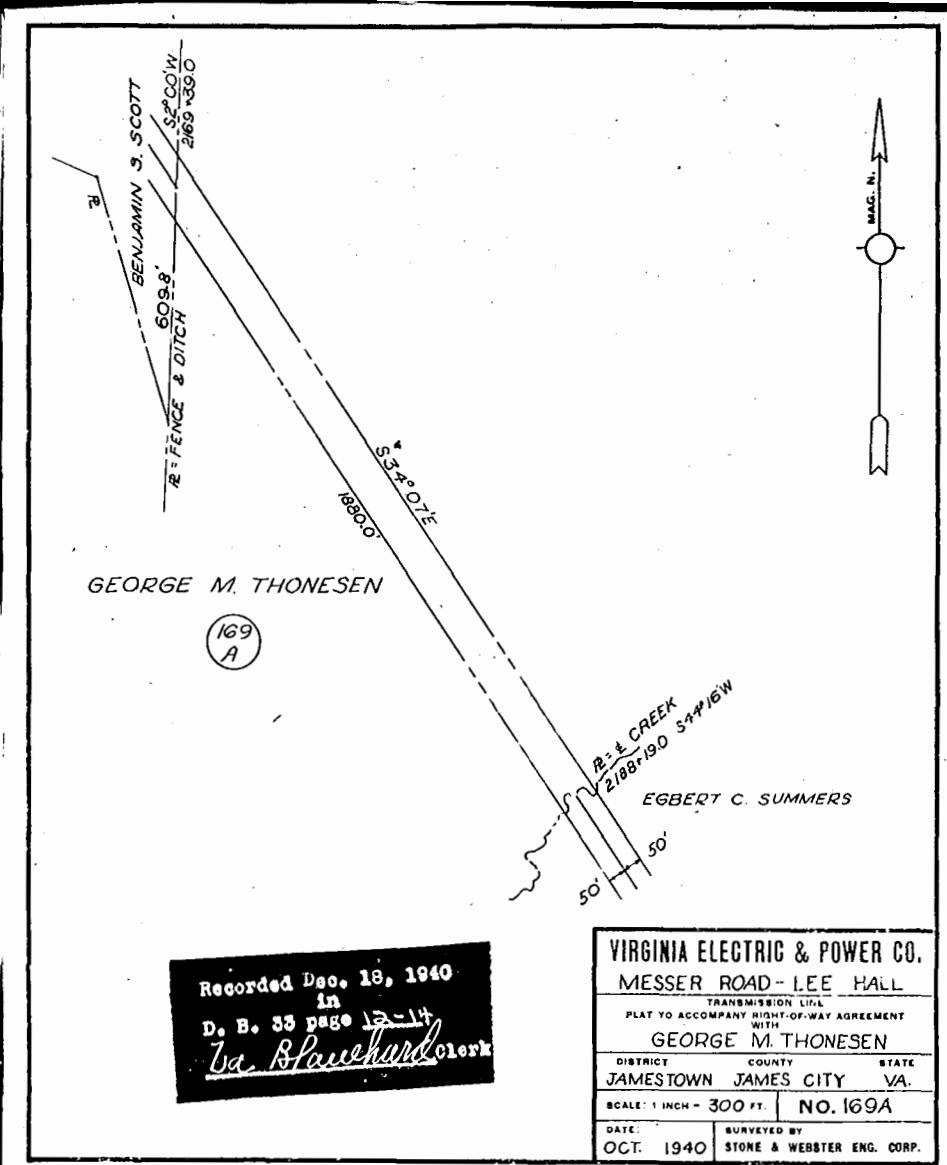 BENJAMIN S. SCOTT
S2°00'W
2169+39.0
609.8'
PL = FENCE & DITCH
PL
MAG. N.
S34°07'E
1880.0'
GEORGE M. THONESEN
169
A
PL = ℄ CREEK
2188+19.0 S44°16'W
EGBERT C. SUMMERS
50'
50'
Recorded Dec. 18, 1940
in
D. B. 33 page 12-14
Clerk
VIRGINIA ELECTRIC & POWER CO.
MESSER ROAD - LEE HALL
TRANSMISSION LINE
PLAT TO ACCOMPANY RIGHT-OF-WAY AGREEMENT
WITH
GEORGE M. THONESEN
DISTRICT COUNTY STATE
JAMESTOWN JAMES CITY VA.
SCALE: 1 INCH - 300 FT. NO. 169A
DATE: SURVEYED BY
OCT. 1940 STONE & WEBSTER ENG. CORP.